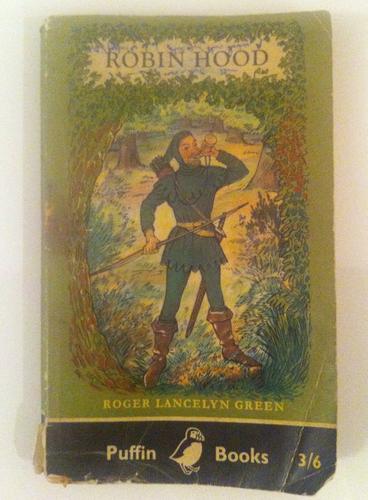 ROBIN HOOD
ROGER LANCELYN GREEN
Puffin Books 3/6